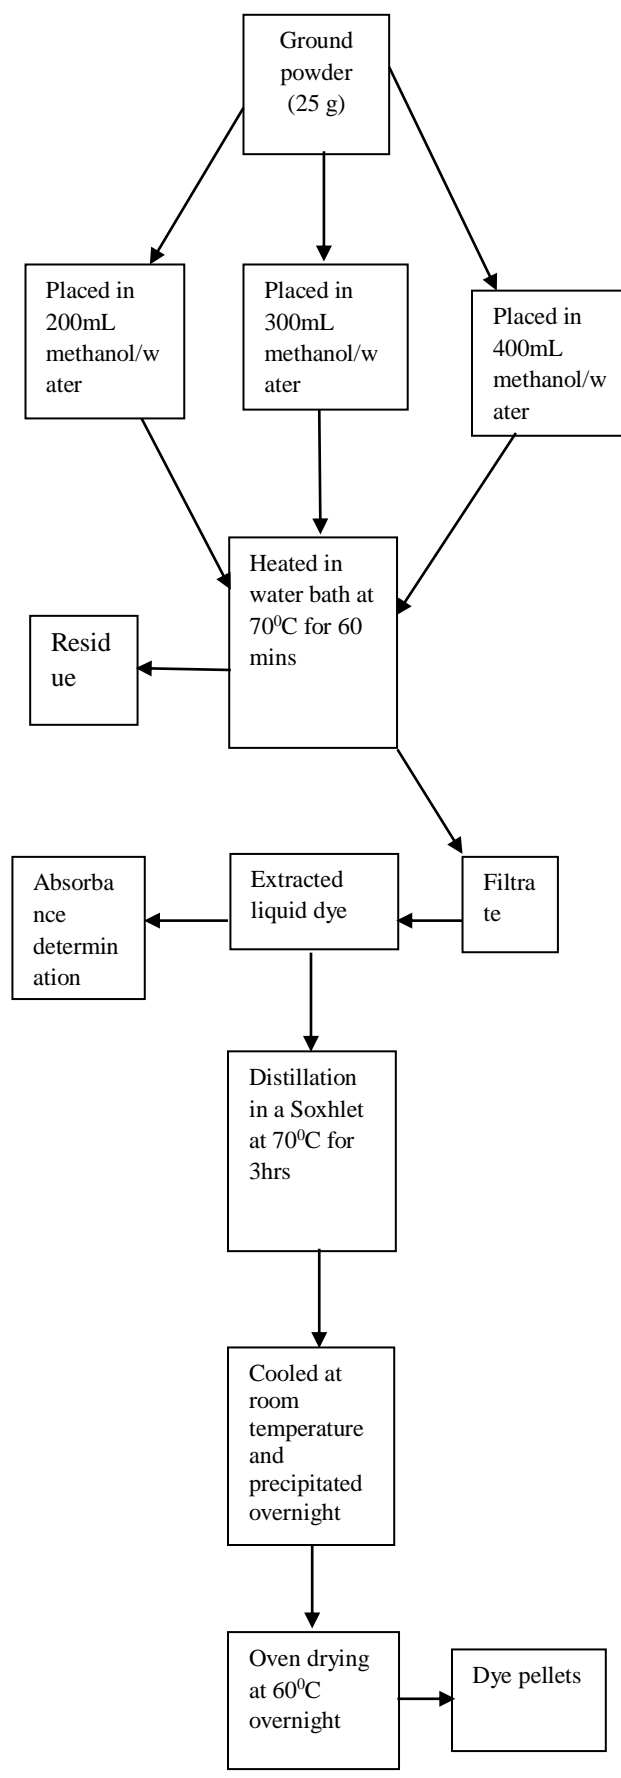 Ground
powder
(25 g)
Placed in
200mL
methanol/w
ater
Placed in
300mL
methanol/w
ater
Placed in
400mL
methanol/w
ater
Heated in
water bath at
70⁰C for 60
mins
Resid
ue
Absorba
nce
determin
ation
Extracted
liquid dye
Filtra
te
Distillation
in a Soxhlet
at 70⁰C for
3hrs
Cooled at
room
temperature
and
precipitated
overnight
Oven drying
at 60⁰C
overnight
Dye pellets